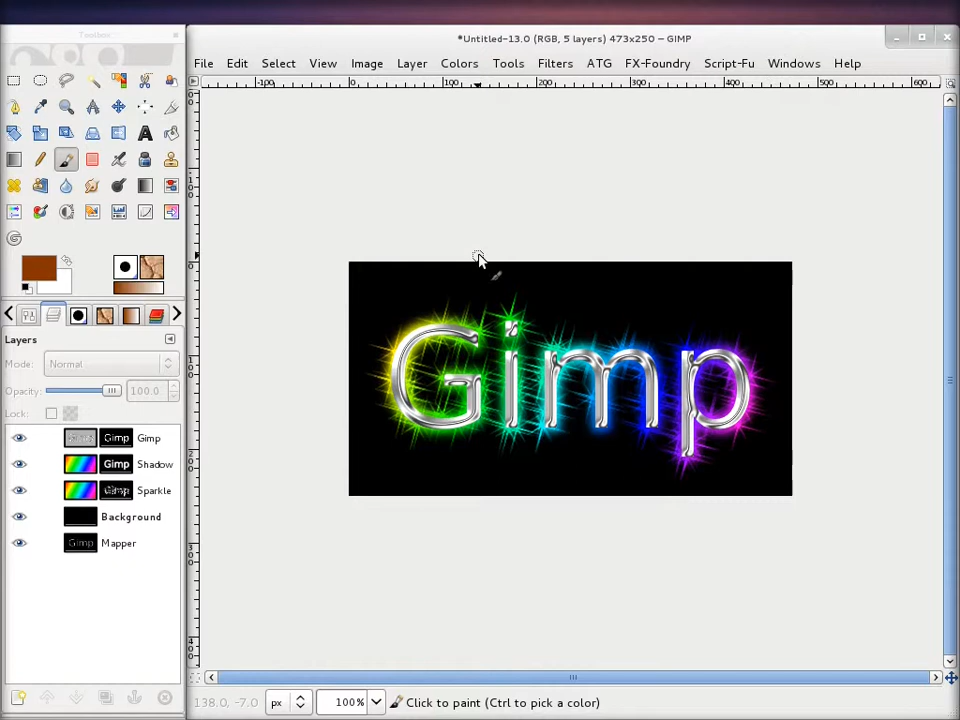 Toolbox
*Untitled-13.0 (RGB, 5 layers) 473x250 – GIMP
File Edit Select View Image Layer Colors Tools Filters ATG FX-Foundry Script-Fu Windows Help
-100 0 100 200 300 400 500 600
Gimp
Layers
Mode: Normal
Opacity: 100.0
Lock:
Gimp Gimp
Gimp Shadow
Gimp Sparkle
Background
Gimp Mapper
138.0, -7.0 px 100% Click to paint (Ctrl to pick a color)